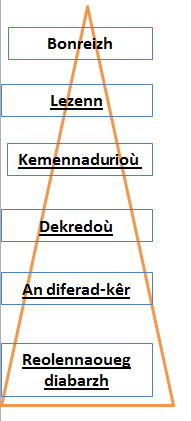 Bonreizh
Lezenn
Kemennadurioù
Dekredoù
An diferad-kêr
Reolennaoueg
diabarzh